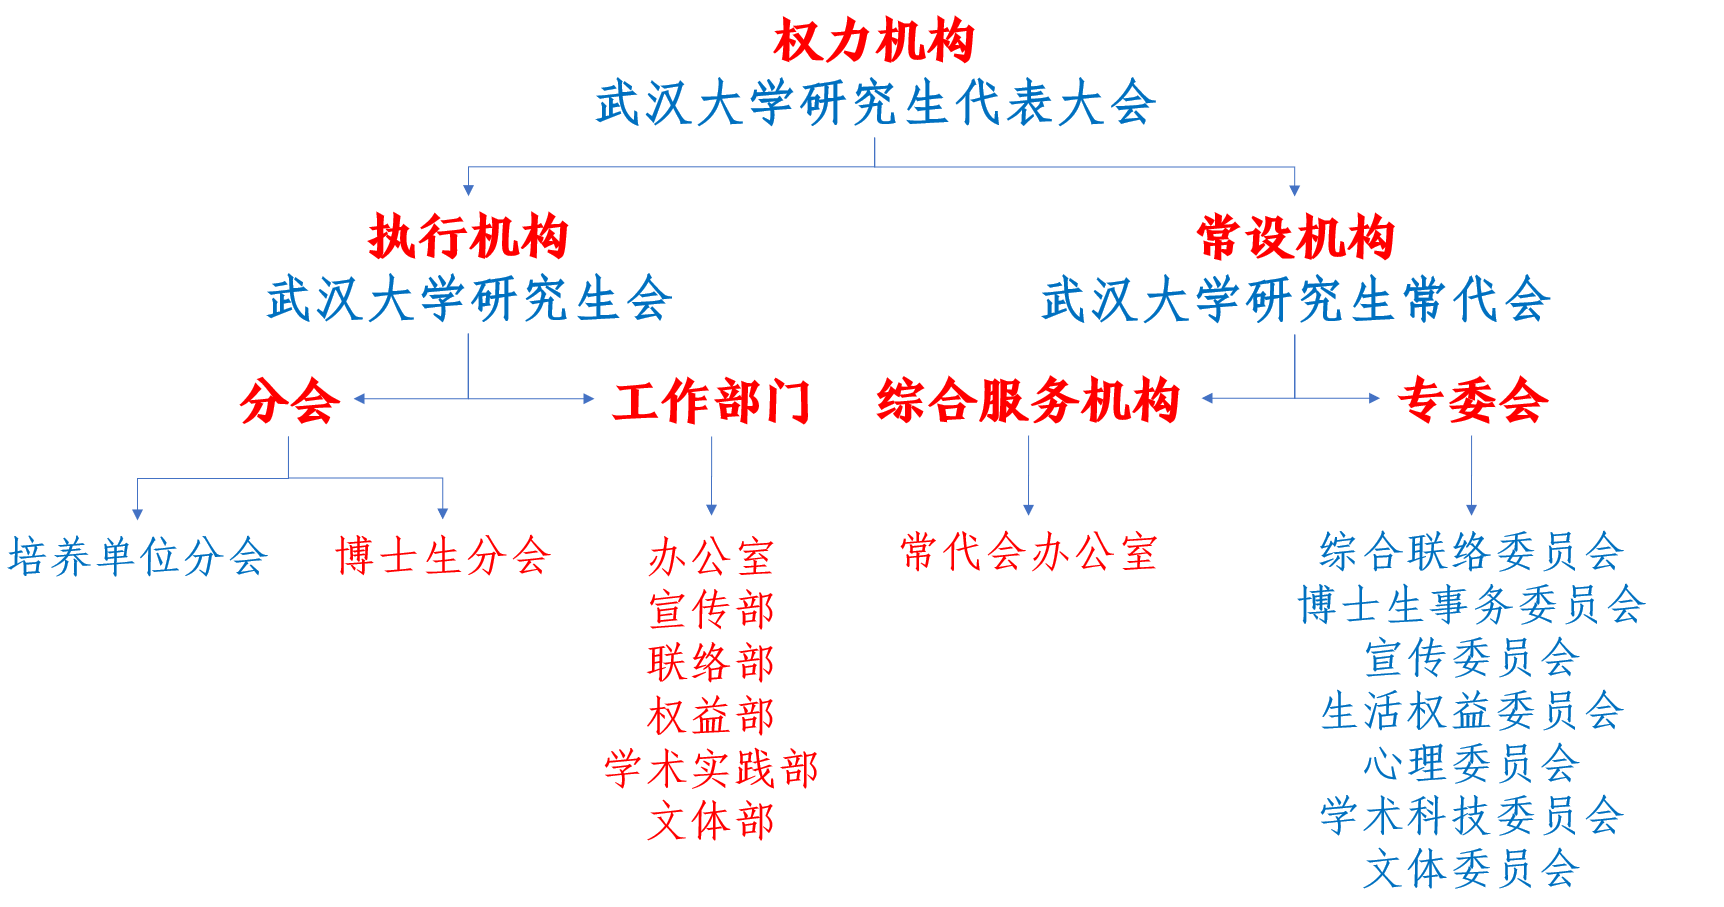 权力机构
武汉大学研究生代表大会
执行机构
武汉大学研究生会
常设机构
武汉大学研究生常代会
分会
工作部门
综合服务机构
专委会
培养单位分会
博士生分会
办公室
宣传部
联络部
权益部
学术实践部
文体部
常代会办公室
综合联络委员会
博士生事务委员会
宣传委员会
生活权益委员会
心理委员会
学术科技委员会
文体委员会